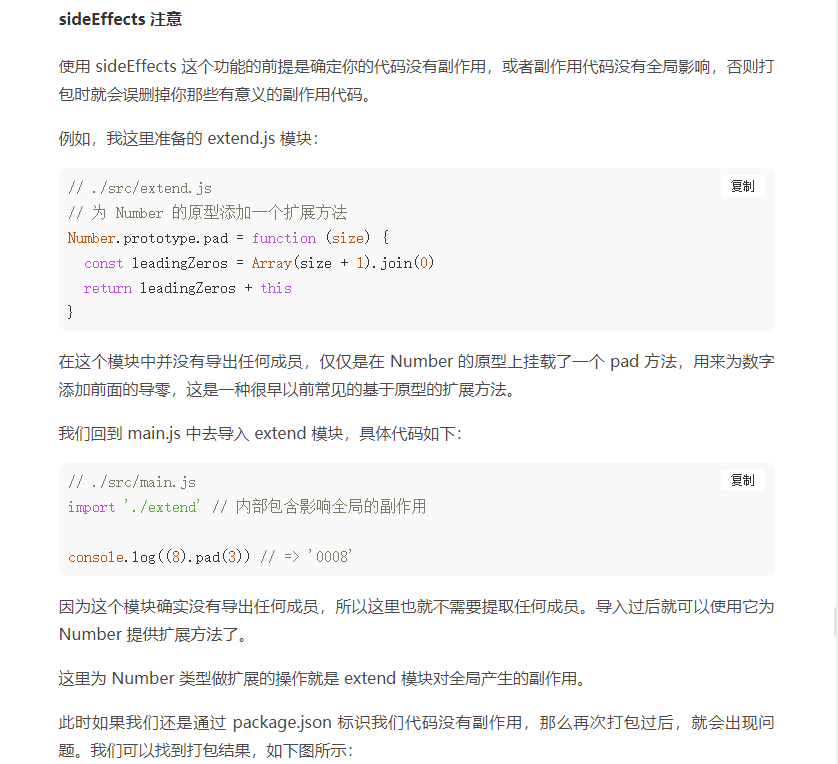 sideEffects 注意
使用 sideEffects 这个功能的前提是确定你的代码没有副作用，或者副作用代码没有全局影响，否则打
包时就会误删掉你那些有意义的副作用代码。
例如，我这里准备的 extend.js 模块：
复制
// ./src/extend.js
// 为 Number 的原型添加一个扩展方法
Number.prototype.pad = function (size) {
  const leadingZeros = Array(size + 1).join(0)
  return leadingZeros + this
}
在这个模块中并没有导出任何成员，仅仅是在 Number 的原型上挂载了一个 pad 方法，用来为数字
添加前面的导零，这是一种很早以前常见的基于原型的扩展方法。
我们回到 main.js 中去导入 extend 模块，具体代码如下：
复制
// ./src/main.js
import './extend' // 内部包含影响全局的副作用
console.log((8).pad(3)) // => '0008'
因为这个模块确实没有导出任何成员，所以这里也就不需要提取任何成员。导入过后就可以使用它为
Number 提供扩展方法了。
这里为 Number 类型做扩展的操作就是 extend 模块对全局产生的副作用。
此时如果我们还是通过 package.json 标识我们代码没有副作用，那么再次打包过后，就会出现问
题。我们可以找到打包结果，如下图所示：